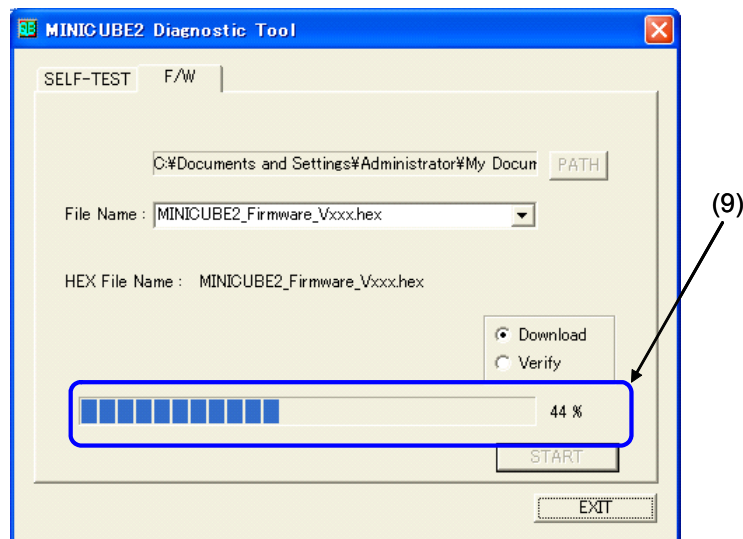 MINICUBE2 Diagnostic Tool
SELF-TEST F/W
C:¥Documents and Settings¥Administrator¥My Docum PATH
(9)
File Name : MINICUBE2_Firmware_Vxxx.hex
HEX File Name : MINICUBE2_Firmware_Vxxx.hex
Download
Verify
44 %
START
EXIT